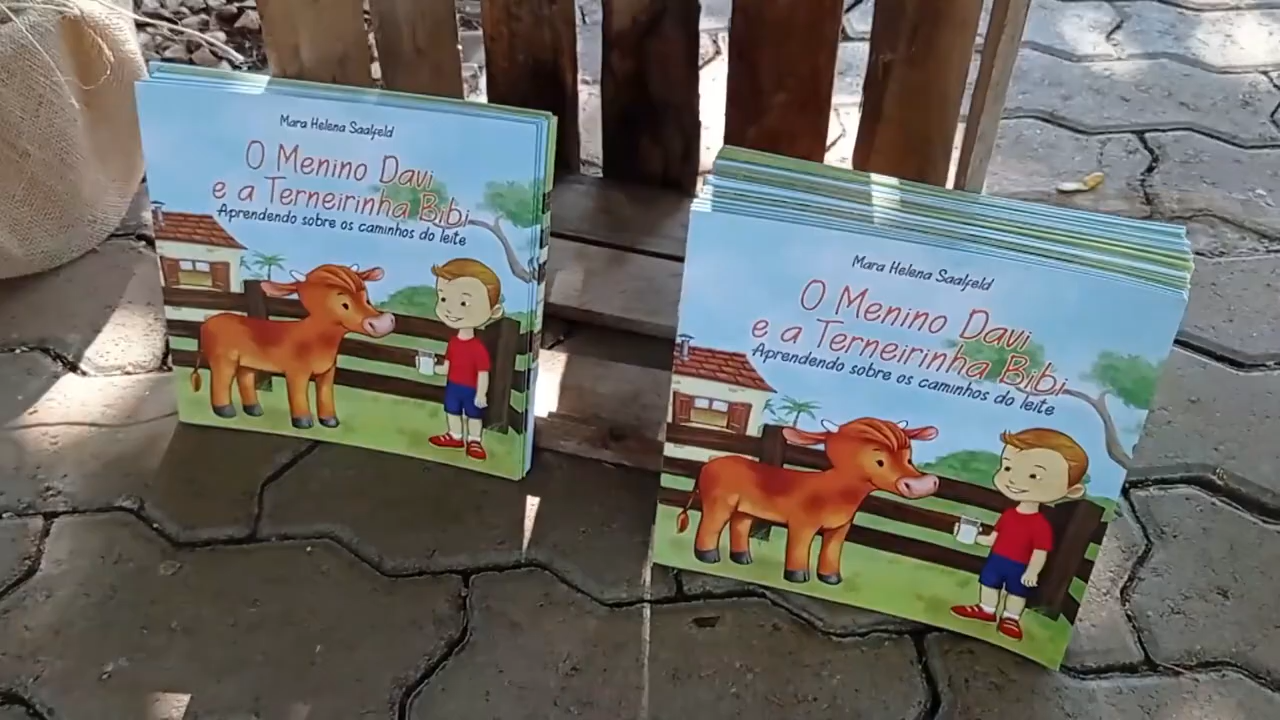 Mara Helena Saalfeld
O Menino Davi
e a Terneirinha Bibi
Aprendendo sobre os caminhos do leite
Mara Helena Saalfeld
O Menino Davi
e a Terneirinha Bibi
Aprendendo sobre os caminhos do leite